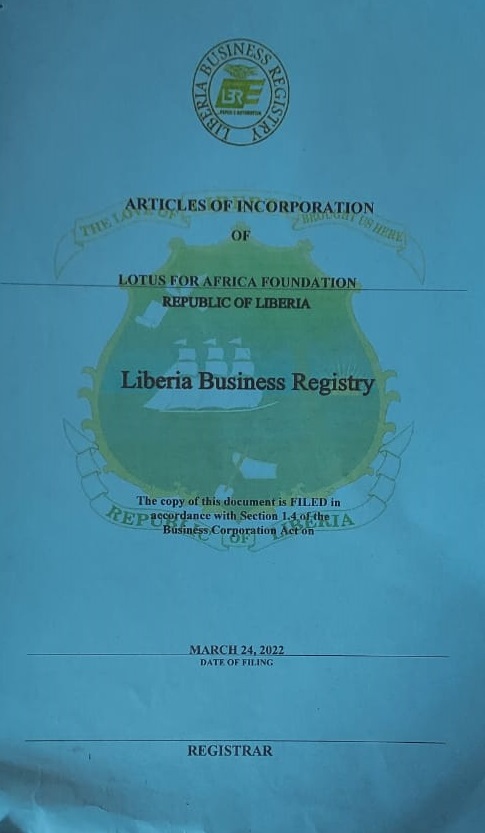 LIBERIA BUSINESS REGISTRY
LBR
ARTICLES OF INCORPORATION
OF
THE LOVE OF LIBERTY BROUGHT US HERE
LOTUS FOR AFRICA FOUNDATION
REPUBLIC OF LIBERIA
Liberia Business Registry
The copy of this document is FILED in
accordance with Section 1.4 of the
Business Corporation Act on
REPUBLIC OF LIBERIA
MARCH 24, 2022
DATE OF FILING
REGISTRAR